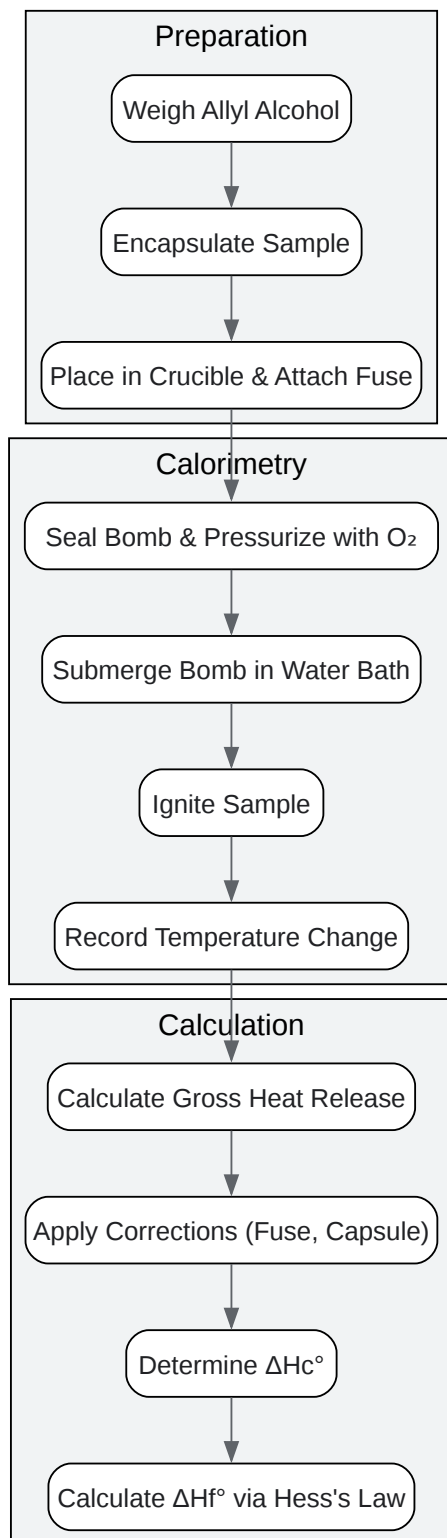 Preparation
Weigh Allyl Alcohol
Encapsulate Sample
Place in Crucible & Attach Fuse
Calorimetry
Seal Bomb & Pressurize with O₂
Submerge Bomb in Water Bath
Ignite Sample
Record Temperature Change
Calculation
Calculate Gross Heat Release
Apply Corrections (Fuse, Capsule)
Determine ΔHc°
Calculate ΔHf° via Hess's Law